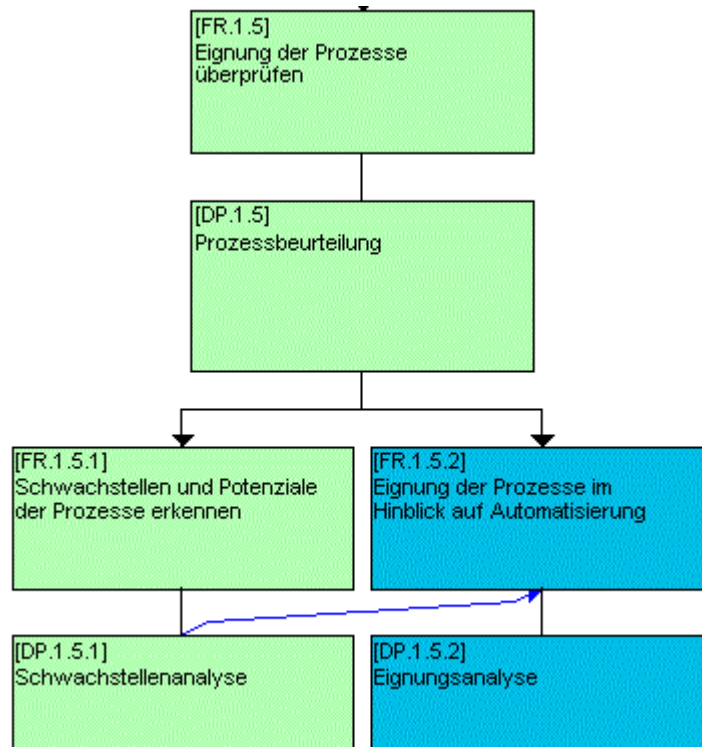 [FR.1.5]
Eignung der Prozesse
überprüfen
[DP.1.5]
Prozessbeurteilung
[FR.1.5.1]
Schwachstellen und Potenziale
der Prozesse erkennen
[FR.1.5.2]
Eignung der Prozesse im
Hinblick auf Automatisierung
[DP.1.5.1]
Schwachstellenanalyse
[DP.1.5.2]
Eignungsanalyse